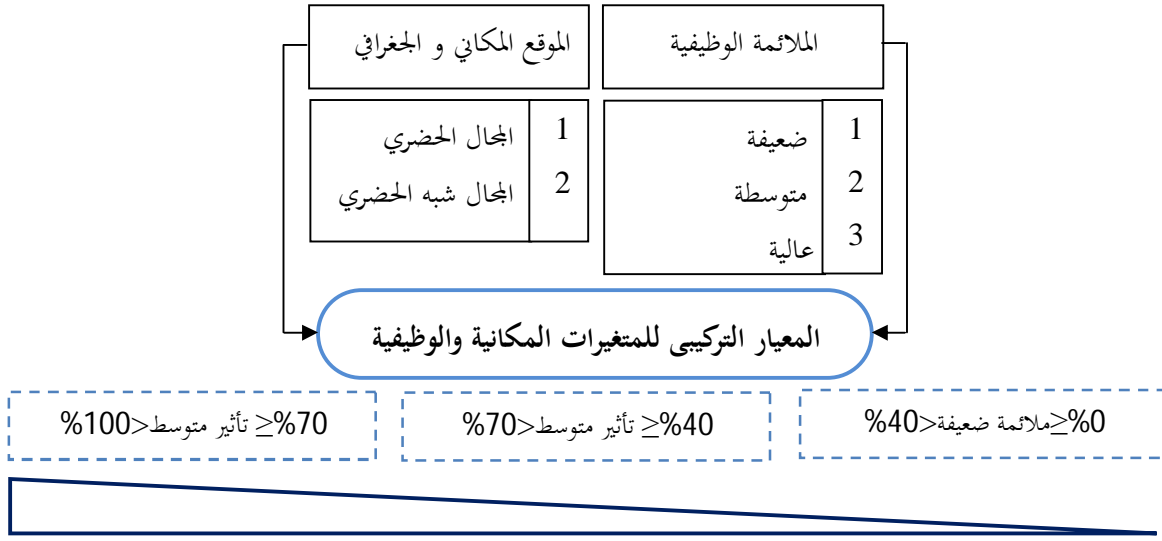 الملائمة الوظيفية
الموقع المكاني و الجغرافي
1 ضعيفة
2 متوسطة
3 عالية
1 المجال الحضري
2 المجال شبه الحضري
المعيار التركيبى للمتغيرات المكانية والوظيفية
%0≥ملائمة ضعيفة>40%
%40≥ تأثير متوسط>70%
%70≥ تأثير متوسط>100%